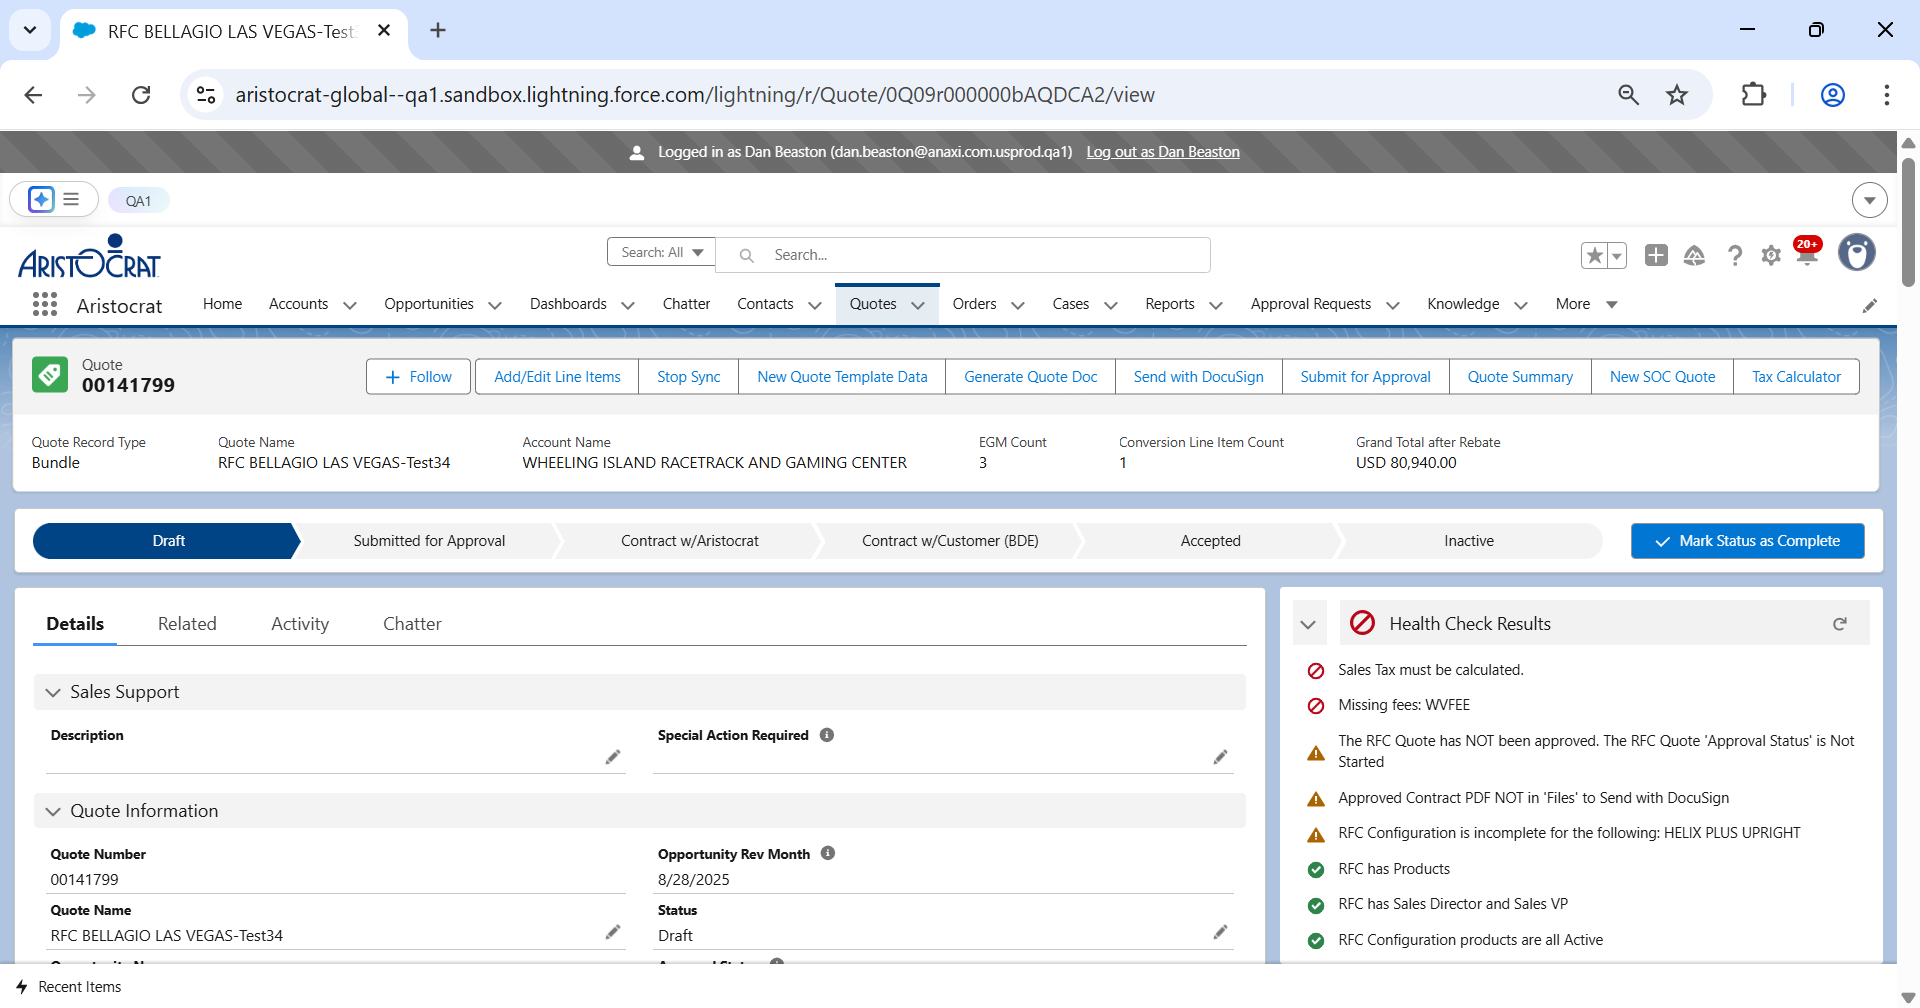 RFC BELLAGIO LAS VEGAS-Test3
aristocrat-global--qa1.sandbox.lightning.force.com/lightning/r/Quote/0Q09r000000bAQDCA2/view
Logged in as Dan Beaston (dan.beaston@anaxi.com.usprod.qa1) Log out as Dan Beaston
QA1
ARISTOCRAT
Search: All
Search...
20+
Aristocrat
Home Accounts Opportunities Dashboards Chatter Contacts Quotes Orders Cases Reports Approval Requests Knowledge More
Quote
00141799
Follow Add/Edit Line Items Stop Sync New Quote Template Data Generate Quote Doc Send with DocuSign Submit for Approval Quote Summary New SOC Quote Tax Calculator
Quote Record Type Quote Name Account Name EGM Count Conversion Line Item Count Grand Total after Rebate
Bundle RFC BELLAGIO LAS VEGAS-Test34 WHEELING ISLAND RACETRACK AND GAMING CENTER 3 1 USD 80,940.00
Draft Submitted for Approval Contract w/Aristocrat Contract w/Customer (BDE) Accepted Inactive Mark Status as Complete
Details Related Activity Chatter
Sales Support
Description Special Action Required
Quote Information
Quote Number Opportunity Rev Month
00141799 8/28/2025
Quote Name Status
RFC BELLAGIO LAS VEGAS-Test34 Draft
Health Check Results
Sales Tax must be calculated.
Missing fees: WVFEE
The RFC Quote has NOT been approved. The RFC Quote 'Approval Status' is Not
Started
Approved Contract PDF NOT in 'Files' to Send with DocuSign
RFC Configuration is incomplete for the following: HELIX PLUS UPRIGHT
RFC has Products
RFC has Sales Director and Sales VP
RFC Configuration products are all Active
Recent Items